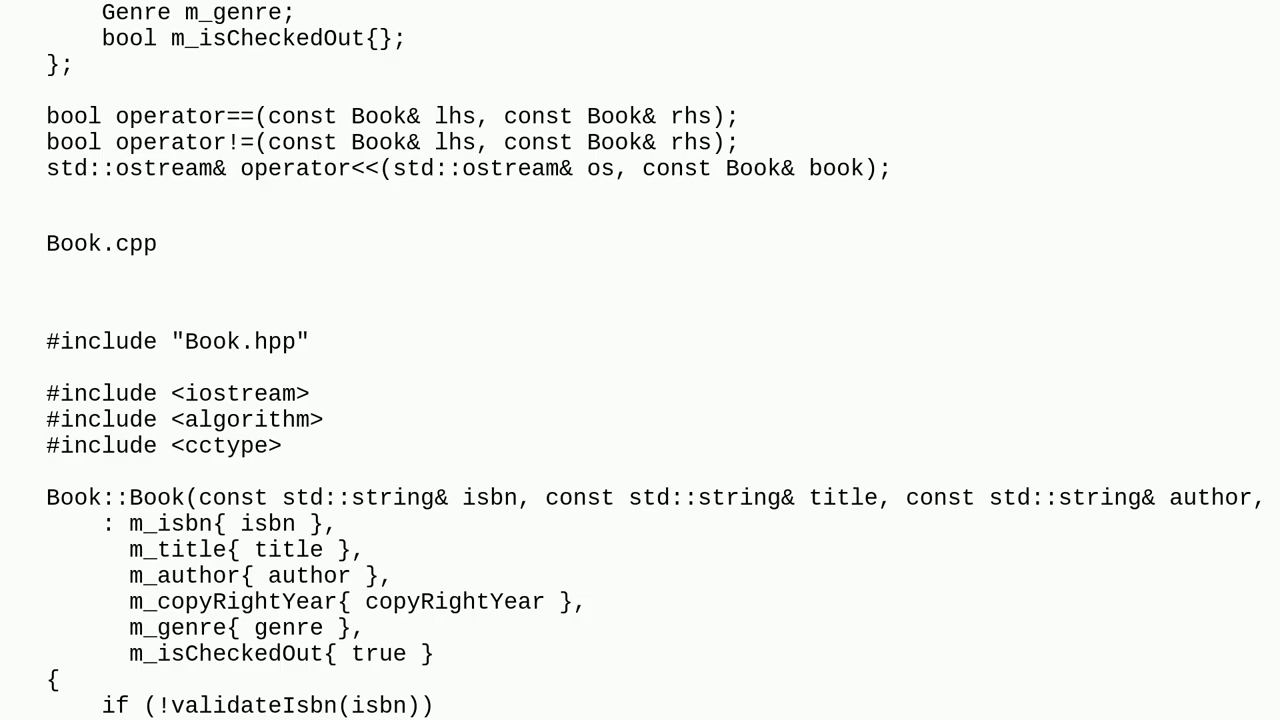 Genre m_genre;
bool m_isCheckedOut{};
};
bool operator==(const Book& lhs, const Book& rhs);
bool operator!=(const Book& lhs, const Book& rhs);
std::ostream& operator<<(std::ostream& os, const Book& book);
Book.cpp
#include "Book.hpp"
#include <iostream>
#include <algorithm>
#include <cctype>
Book::Book(const std::string& isbn, const std::string& title, const std::string& author,
: m_isbn{ isbn },
m_title{ title },
m_author{ author },
m_copyRightYear{ copyRightYear },
m_genre{ genre },
m_isCheckedOut{ true }
{
if (!validateIsbn(isbn))